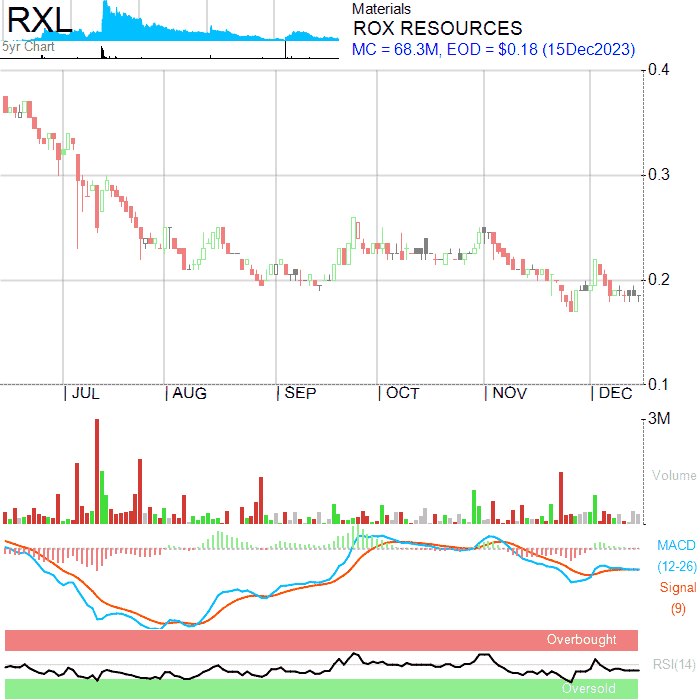 RXL
5yr Chart
Materials
ROX RESOURCES
MC = 68.3M, EOD = $0.18 (15Dec2023)
0.4
0.3
0.2
0.1
JUL AUG SEP OCT NOV DEC
3M
Volume
MACD
(12-26)
Signal
(9)
Overbought
RSI(14)
Oversold